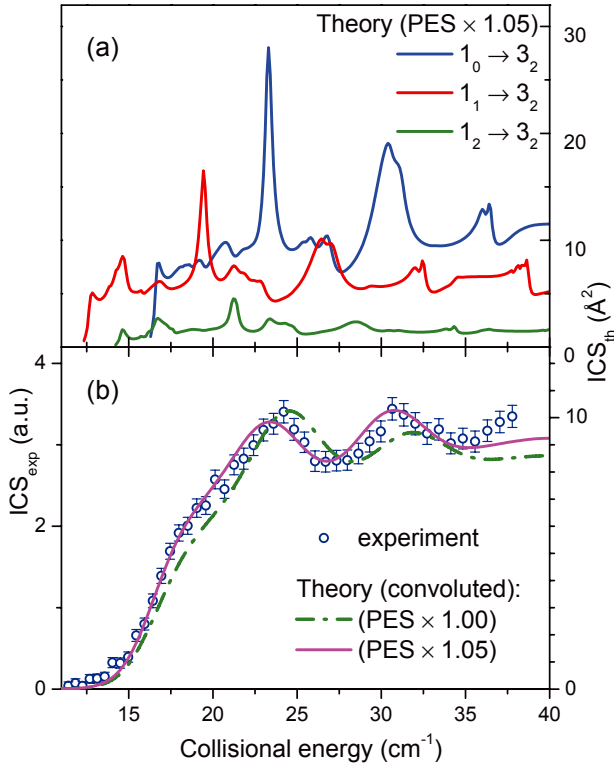 (a)
Theory (PES × 1.05)
1₀ → 3₂
1₁ → 3₂
1₂ → 3₂
30
20
10
0
ICS_th (Å²)
(b)
4
2
0
ICS_exp (a.u.)
10
0
experiment
Theory (convoluted):
(PES × 1.00)
(PES × 1.05)
15 20 25 30 35 40
Collisional energy (cm⁻¹)